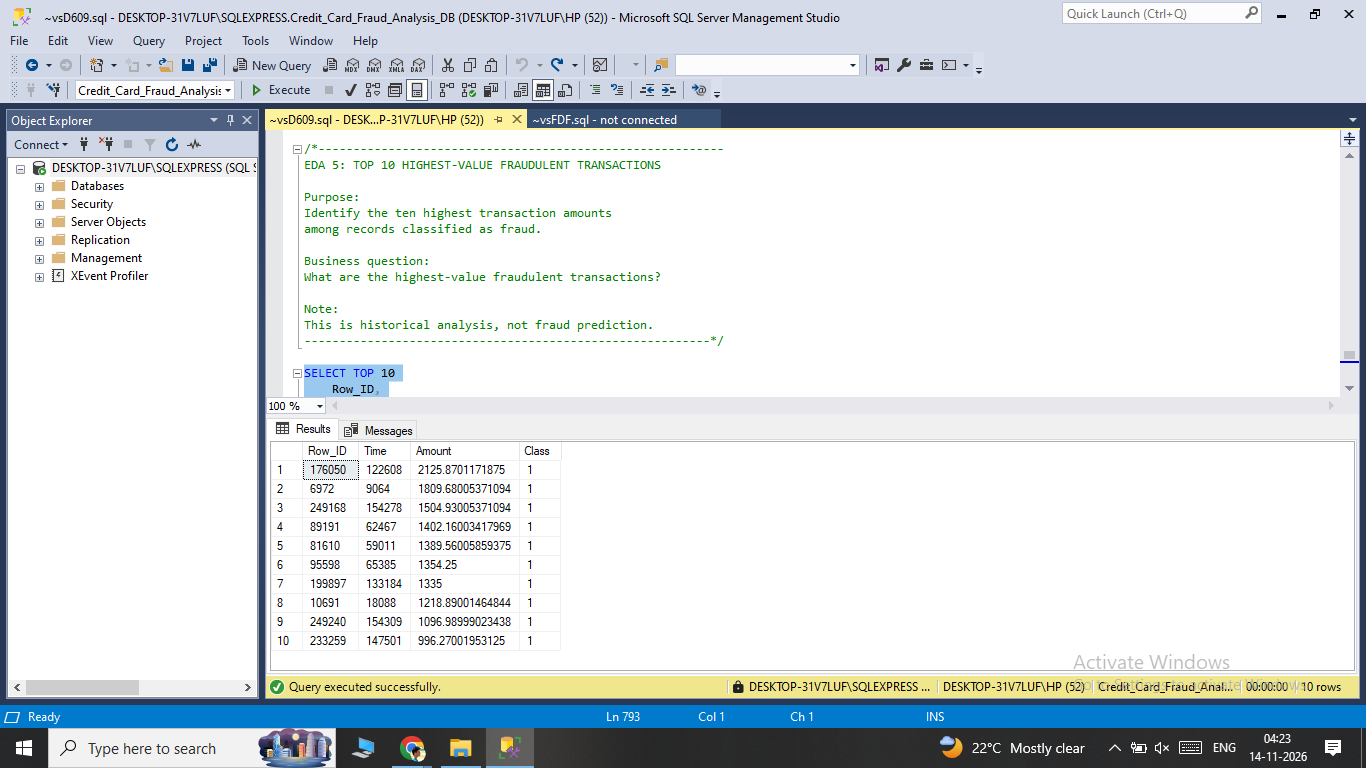 ~vsD609.sql - DESKTOP-31V7LUF\SQLEXPRESS.Credit_Card_Fraud_Analysis_DB (DESKTOP-31V7LUF\HP (52)) - Microsoft SQL Server Management Studio
Quick Launch (Ctrl+Q)
File Edit View Query Project Tools Window Help
New Query
MDX DMX XMLA DAX
Credit_Card_Fraud_Analysis
Execute
Object Explorer
~vsD609.sql - DESK...P-31V7LUF\HP (52))
~vsFDF.sql - not connected
Connect
DESKTOP-31V7LUF\SQLEXPRESS (SQL S
Databases
Security
Server Objects
Replication
Management
XEvent Profiler
/*----------------------------------------------------------
EDA 5: TOP 10 HIGHEST-VALUE FRAUDULENT TRANSACTIONS
Purpose:
Identify the ten highest transaction amounts
among records classified as fraud.
Business question:
What are the highest-value fraudulent transactions?
Note:
This is historical analysis, not fraud prediction.
----------------------------------------------------------*/
SELECT TOP 10
Row_ID,
100 %
Results Messages
Row_ID Time Amount Class
1 176050 122608 2125.8701171875 1
2 6972 9064 1809.68005371094 1
3 249168 154278 1504.93005371094 1
4 89191 62467 1402.16003417969 1
5 81610 59011 1389.56005859375 1
6 95598 65385 1354.25 1
7 199897 133184 1335 1
8 10691 18088 1218.89001464844 1
9 249240 154309 1096.98999023438 1
10 233259 147501 996.27001953125 1
Activate Windows
Go to Settings to activate Windows.
Query executed successfully.
DESKTOP-31V7LUF\SQLEXPRESS ... DESKTOP-31V7LUF\HP (52) Credit_Card_Fraud_Anal... 00:00:00 10 rows
Ready Ln 793 Col 1 Ch 1 INS
Type here to search
22°C Mostly clear
ENG
04:23
14-11-2026